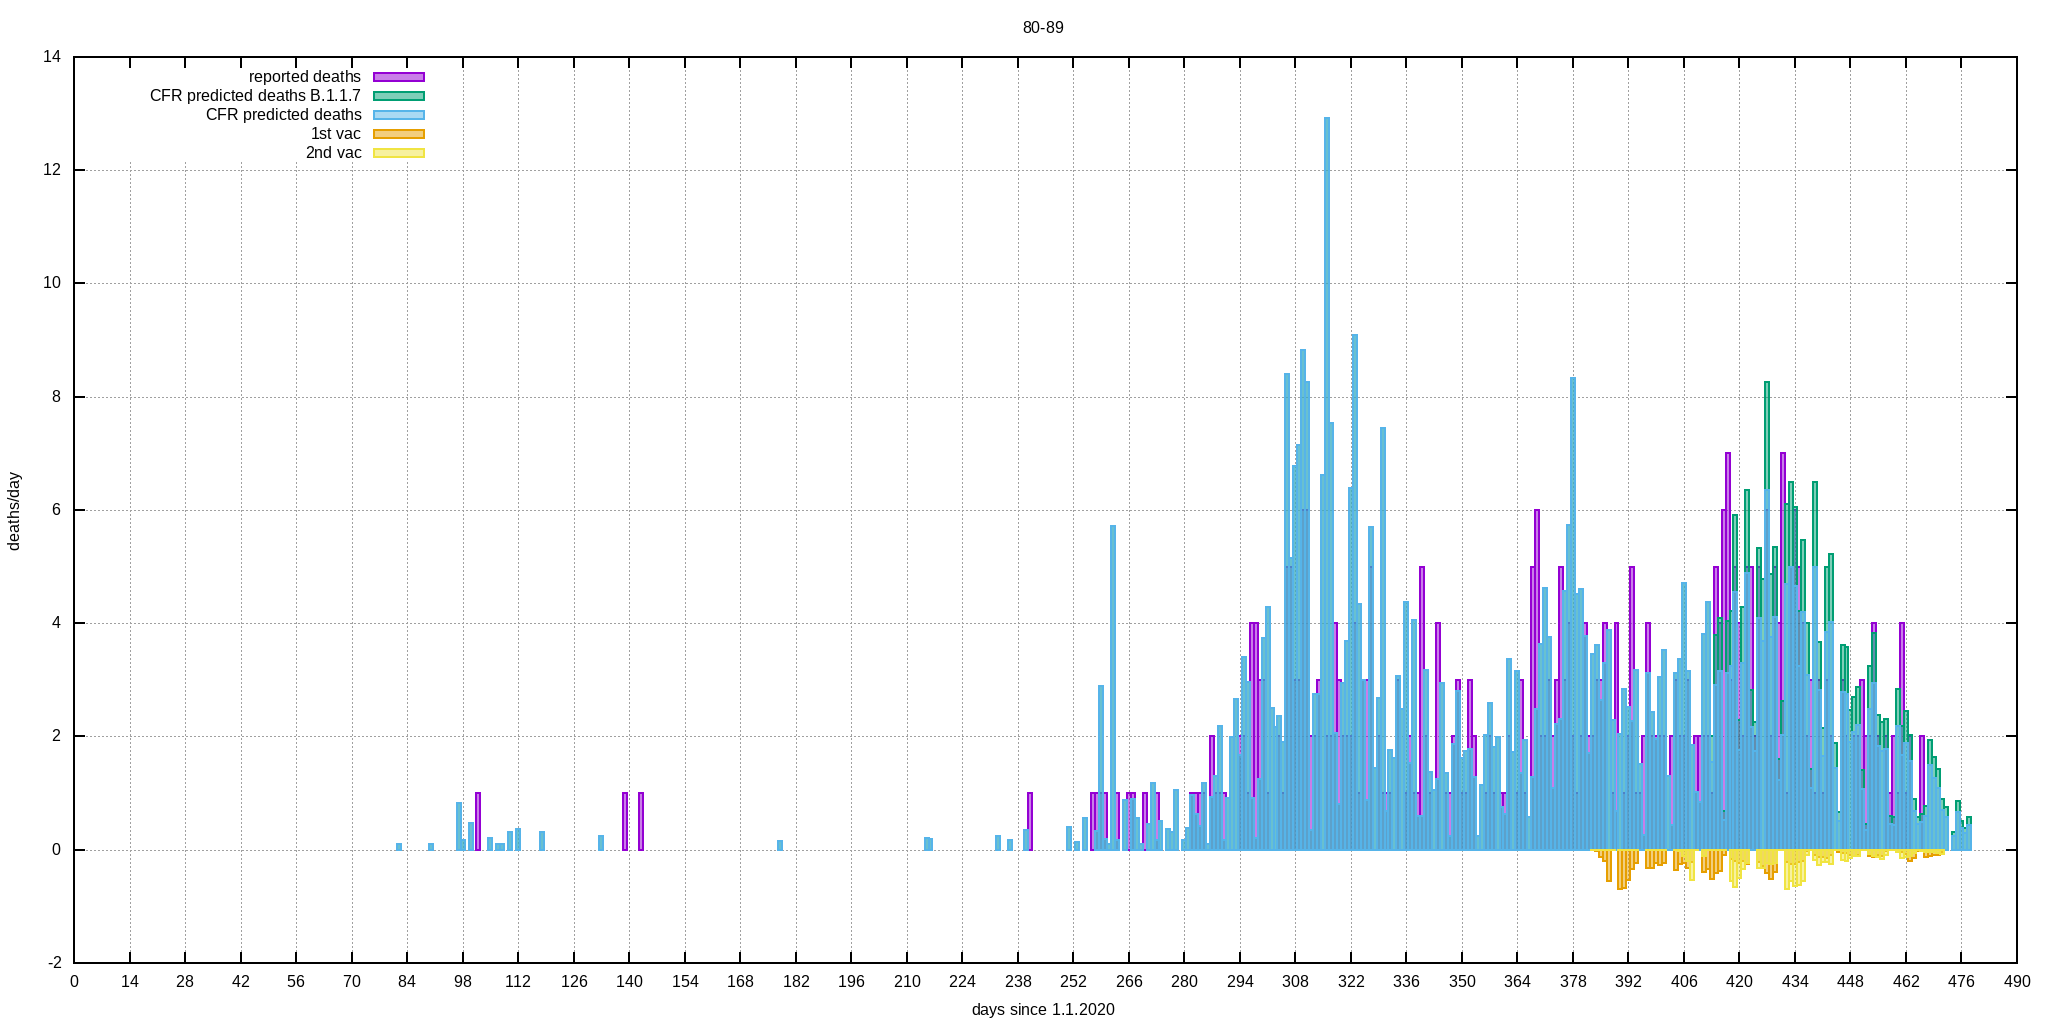 80-89
14
12
10
8
6
4
2
0
-2
reported deaths
CFR predicted deaths B.1.1.7
CFR predicted deaths
1st vac
2nd vac
deaths/day
0 14 28 42 56 70 84 98 112 126 140 154 168 182 196 210 224 238 252 266 280 294 308 322 336 350 364 378 392 406 420 434 448 462 476 490
days since 1.1.2020